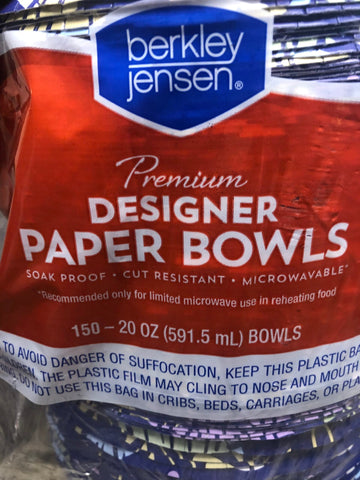 berkley
jensen®
Premium
DESIGNER
PAPER BOWLS
SOAK PROOF • CUT RESISTANT • MICROWAVABLE*
*Recommended only for limited microwave use in reheating food
150 – 20 OZ (591.5 mL) BOWLS
TO AVOID DANGER OF SUFFOCATION, KEEP THIS PLASTIC
THE PLASTIC FILM MAY CLING TO NOSE AND MOUTH
DO NOT USE THIS BAG IN CRIBS, BEDS, CARRIAGES, OR